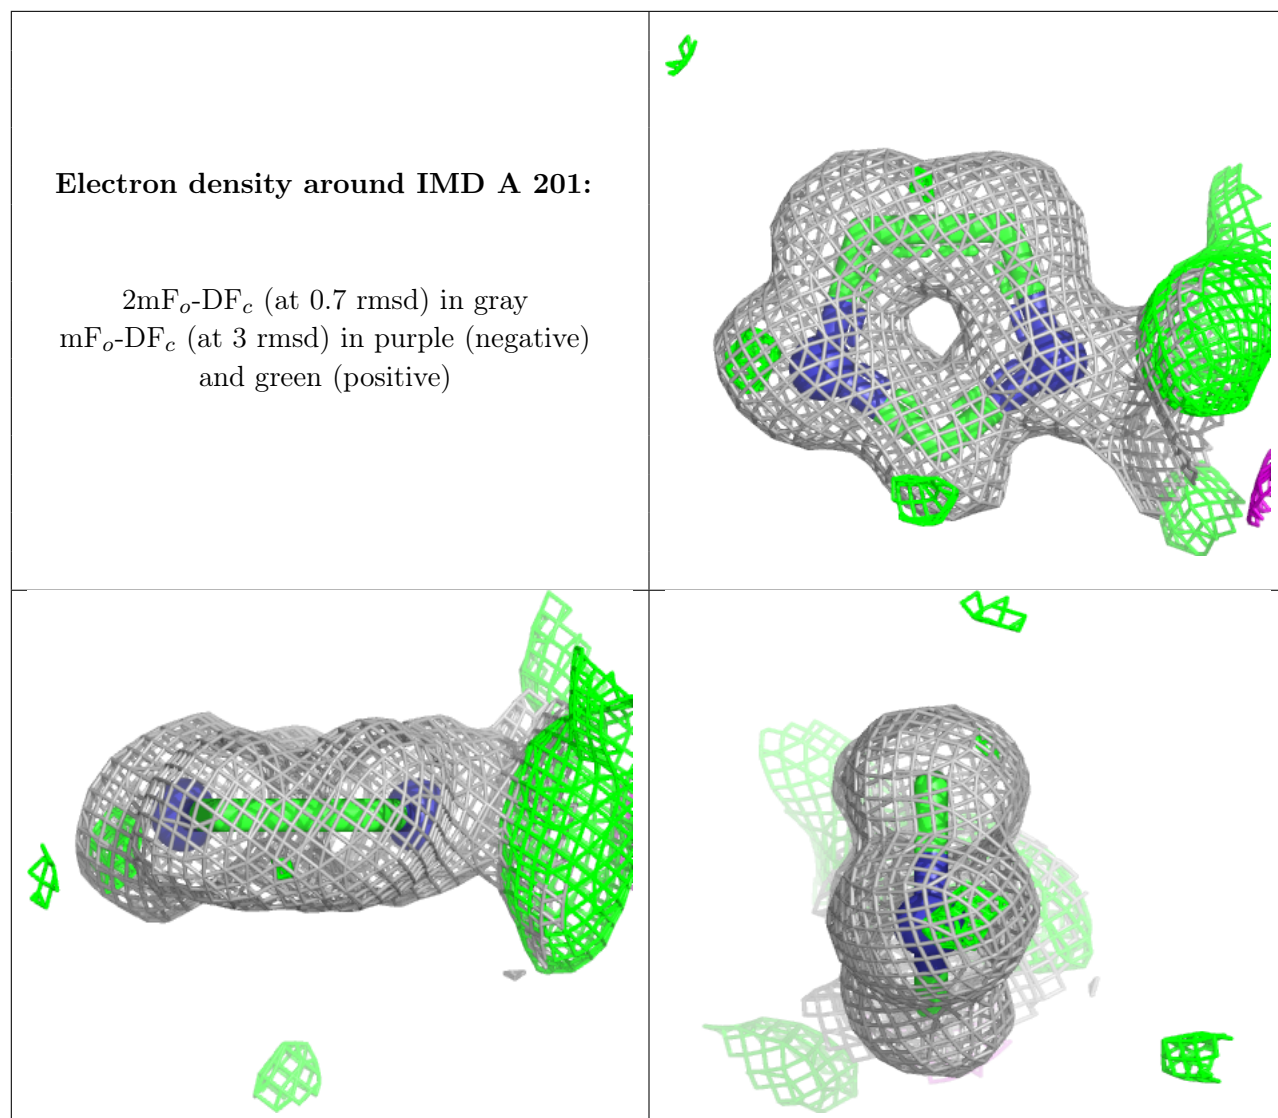 Electron density around IMD A 201:
2mFo-DFc (at 0.7 rmsd) in gray
mFo-DFc (at 3 rmsd) in purple (negative)
and green (positive)